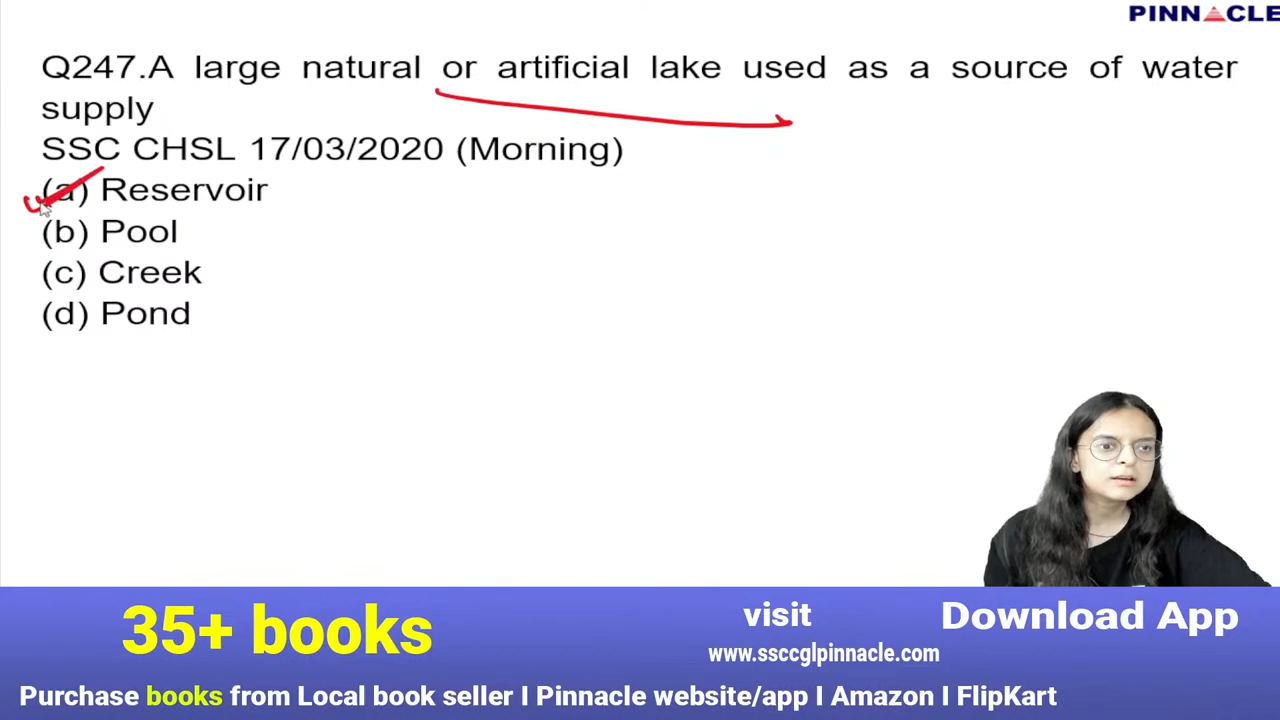 PINNACLE
Q247.A large natural or artificial lake used as a source of water
supply
SSC CHSL 17/03/2020 (Morning)
(a) Reservoir
(b) Pool
(c) Creek
(d) Pond
35+ books
visit
www.ssccglpinnacle.com
Download App
Purchase books from Local book seller I Pinnacle website/app I Amazon I FlipKart